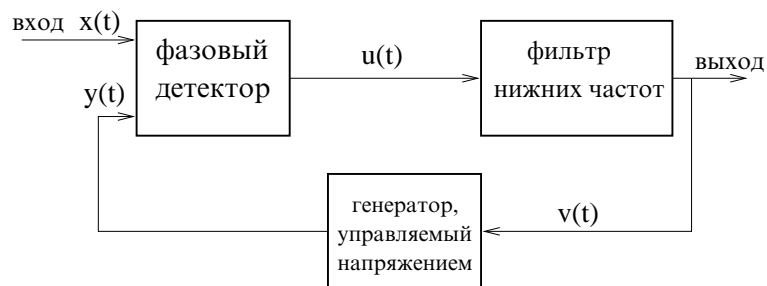 вход x(t)
фазовый
детектор
y(t)
u(t)
фильтр
нижних частот
выход
генератор,
управляемый
напряжением
v(t)